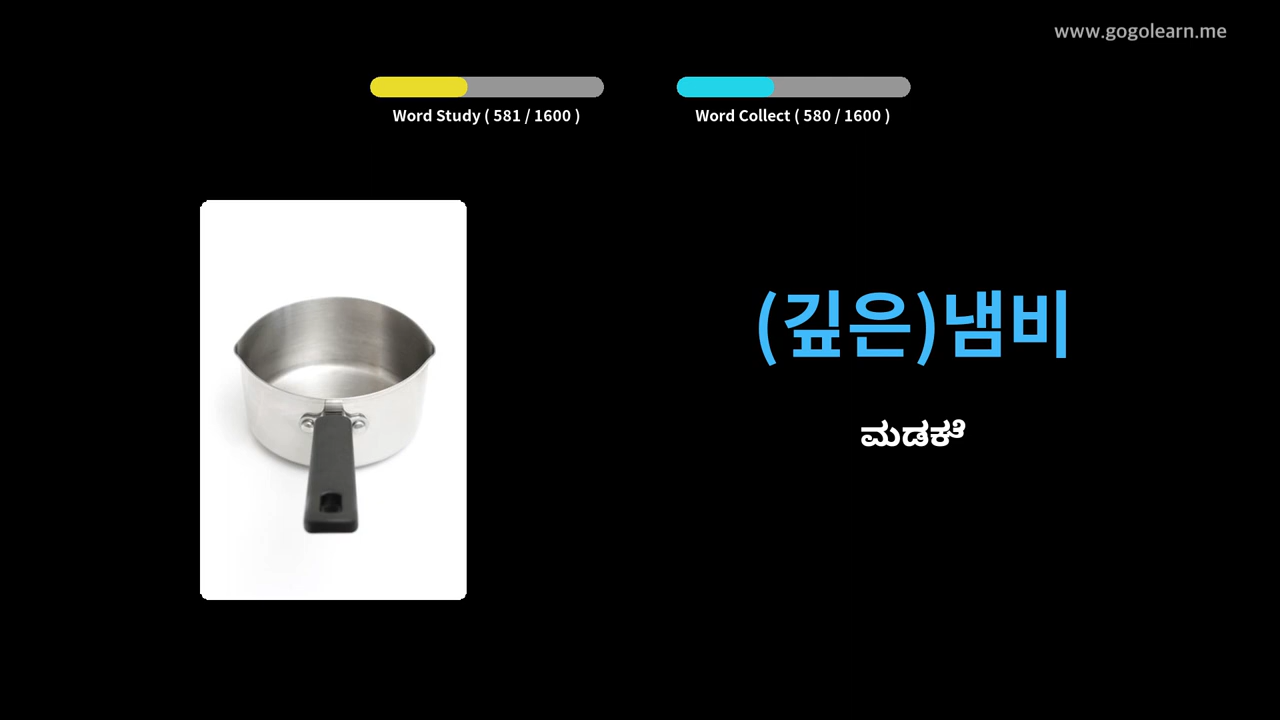 www.gogolearn.me
Word Study ( 581 / 1600 )
Word Collect ( 580 / 1600 )
(깊은)냄비
ಮಡಕೆ